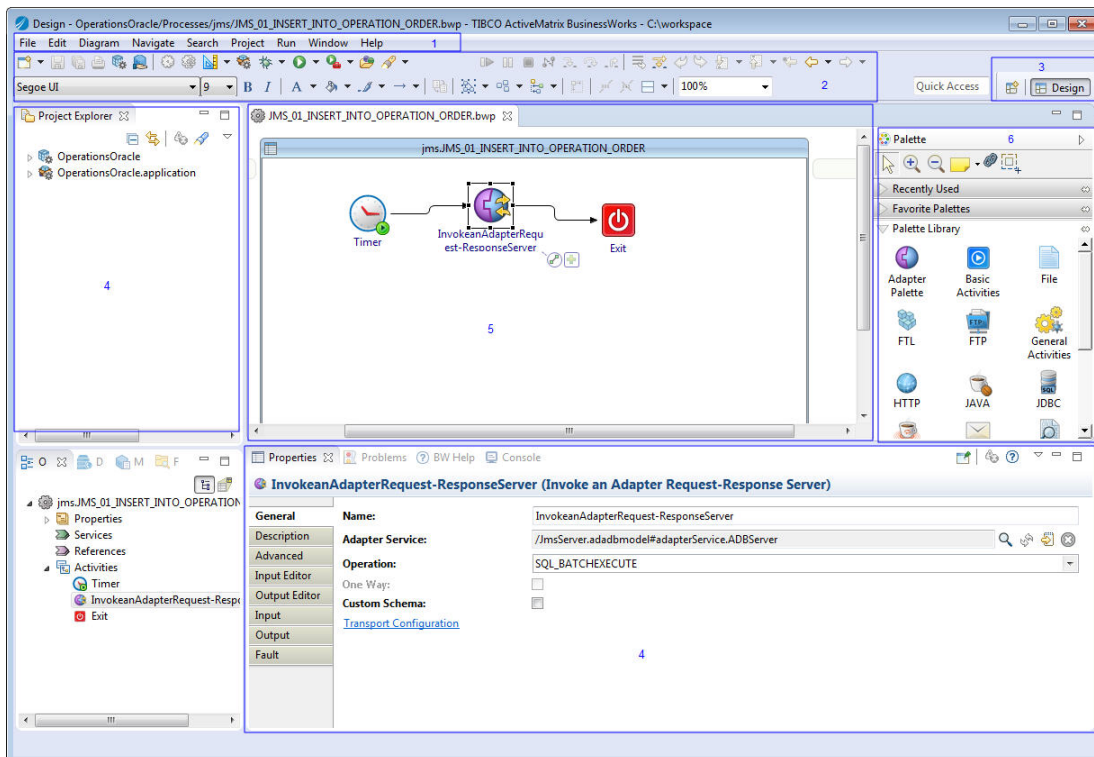 Design - OperationsOracle/Processes/jms/JMS_01_INSERT_INTO_OPERATION_ORDER.bwp - TIBCO ActiveMatrix BusinessWorks - C:\workspace
File Edit Diagram Navigate Search Project Run Window Help 1
3
Segoe UI 9 B I A 100% 2 Quick Access Design
Project Explorer
OperationsOracle
OperationsOracle.application
4
JMS_01_INSERT_INTO_OPERATION_ORDER.bwp
jms.JMS_01_INSERT_INTO_OPERATION_ORDER
Timer
InvokeanAdapterRequ
est-ResponseServer
Exit
5
Palette 6
Recently Used
Favorite Palettes
Palette Library
Adapter Palette
Basic Activities
File
FTL
FTP
General Activities
HTTP
JAVA
SQL
JDBC
O D M F
jms.JMS_01_INSERT_INTO_OPERATION
Properties
Services
References
Activities
Timer
InvokeanAdapterRequest-Resp
Exit
Properties Problems BW Help Console
InvokeanAdapterRequest-ResponseServer (Invoke an Adapter Request-Response Server)
General
Description
Advanced
Input Editor
Output Editor
Input
Output
Fault
Name: InvokeanAdapterRequest-ResponseServer
Adapter Service: /JmsServer.adadbmodel#adapterService.ADBServer
Operation: SQL_BATCHEXECUTE
One Way:
Custom Schema:
Transport Configuration
4